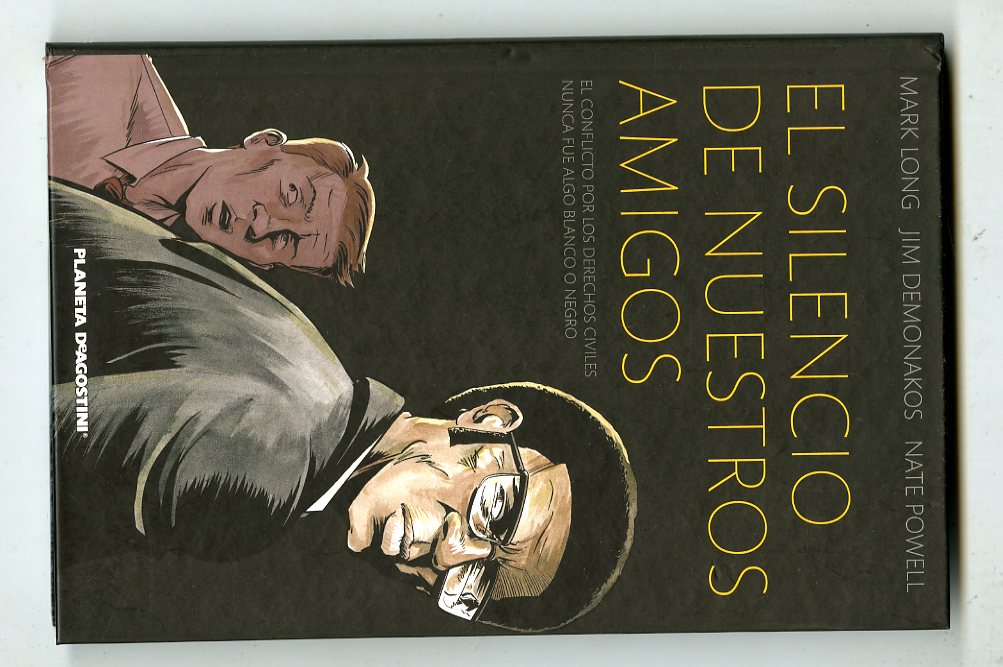 MARK LONG JIM DEMONAKOS NATE POWELL
EL SILENCIO
DE NUESTROS
AMIGOS
EL CONFLICTO POR LOS DERECHOS CIVILES
NUNCA FUE ALGO BLANCO O NEGRO
PLANETA DeAGOSTINI®